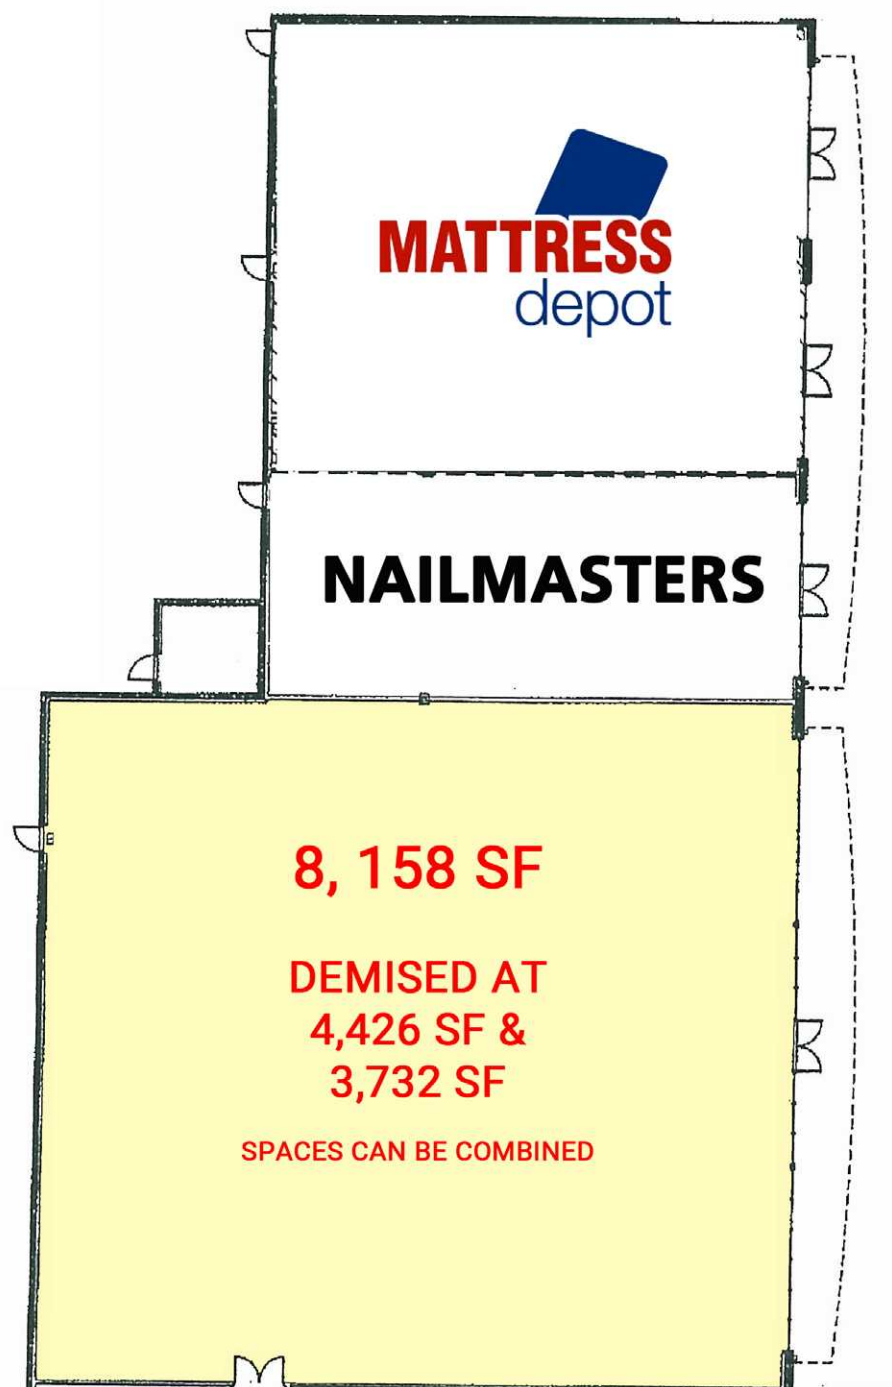 MATTRESS
depot
NAILMASTERS
8, 158 SF
DEMISED AT
4,426 SF &
3,732 SF
SPACES CAN BE COMBINED